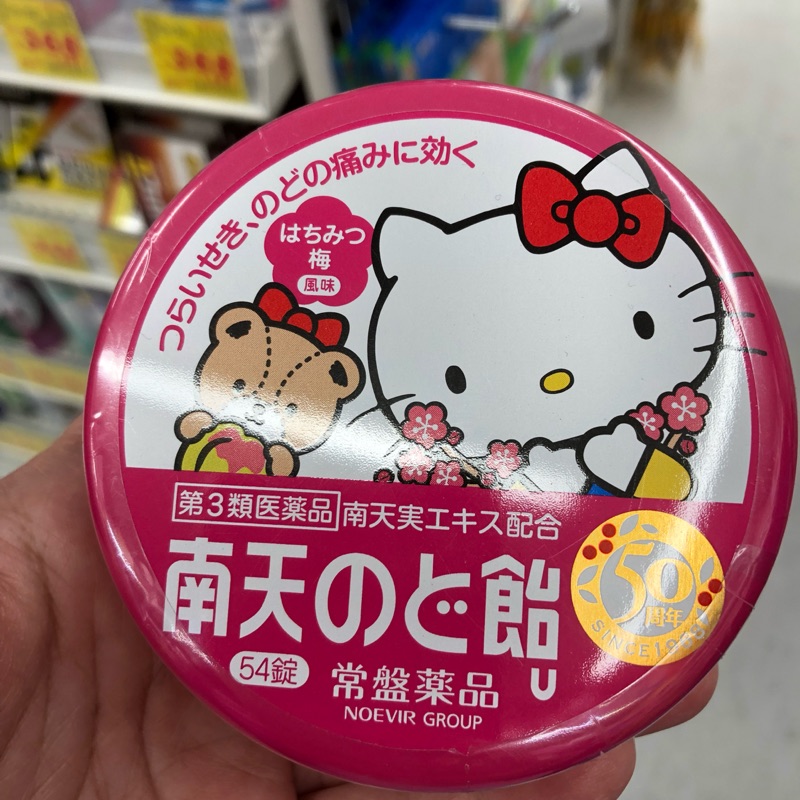 つらいせき、のどの痛みに効く
はちみつ
梅
風味
第3類医薬品 南天実エキス配合
南天のど飴U
50
周年
54錠
常盤薬品
NOEVIR GROUP